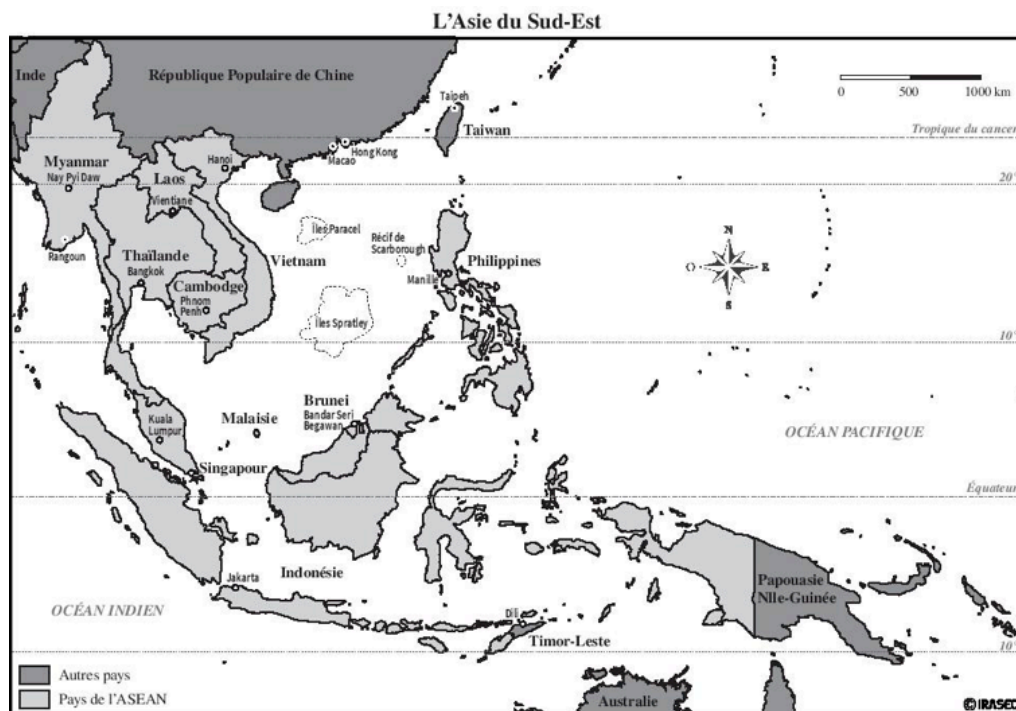 L'Asie du Sud-Est
Inde
République Populaire de Chine
Taipeh
0 500 1000 km
Taiwan
Tropique du cancer
Hong Kong
Macao
Hanoi
Myanmar
Nay Pyi Daw
Laos
20°
Vientiane
Îles Paracel
Récif de
Scarborough
Rangoun
Thaïlande
Bangkok
Vietnam
Philippines
Manille
N
O E
S
Cambodge
Phnom
Penh
Îles Spratley
10°
Brunei
Bandar Seri
Begawan
Malaisie
Kuala
Lumpur
OCÉAN PACIFIQUE
Singapour
Équateur
Indonésie
Jakarta
Papouasie
Nlle-Guinée
OCÉAN INDIEN
Dili
Timor-Leste
10°
Autres pays
Pays de l'ASEAN
Australie
© IRASEC